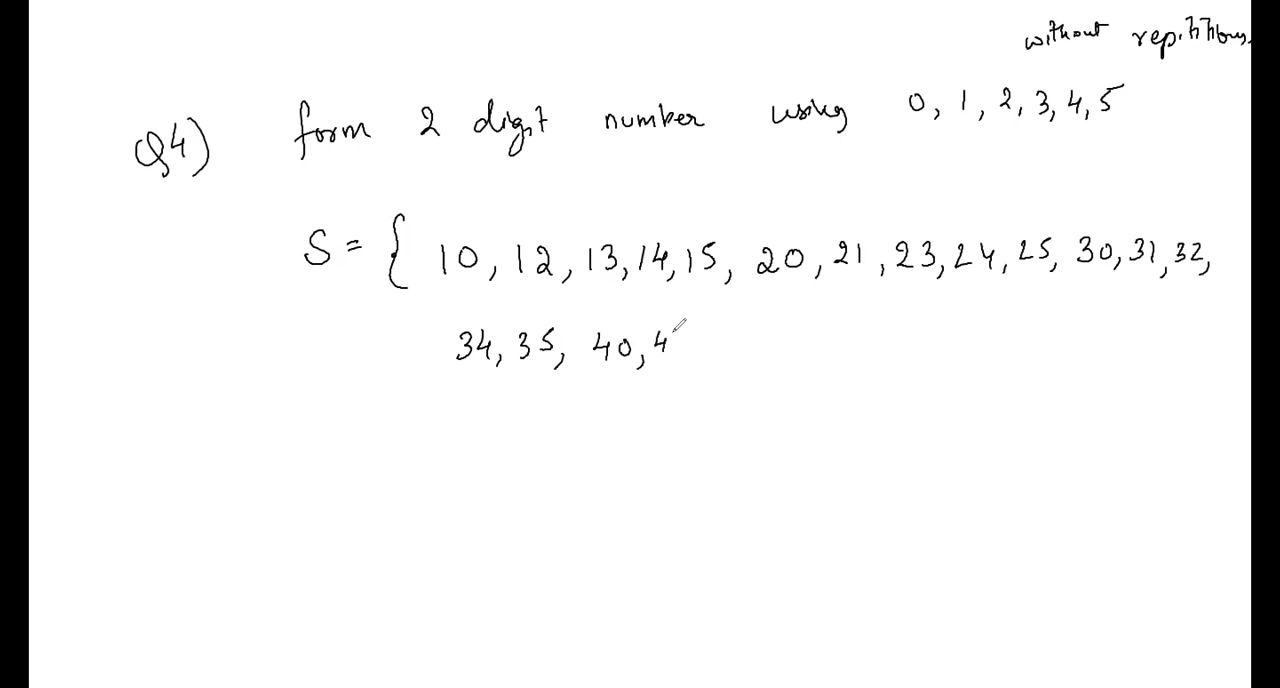 without repititions.
Q4) form 2 digit number using 0, 1, 2, 3, 4, 5
S = { 10, 12, 13, 14, 15, 20, 21, 23, 24, 25, 30, 31, 32,
34, 35, 40, 4